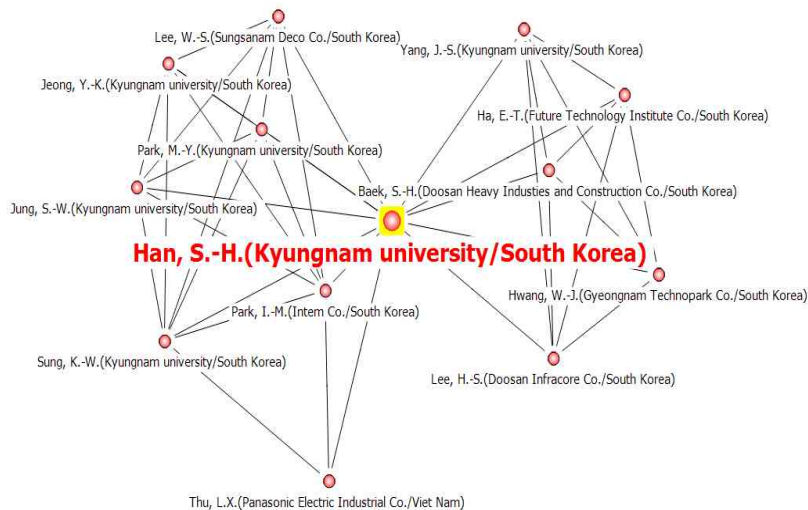 Lee, W.-S.(Sungsanam Deco Co./South Korea)
Yang, J.-S.(Kyungnam university/South Korea)
Jeong, Y.-K.(Kyungnam university/South Korea)
Ha, E.-T.(Future Technology Institute Co./South Korea)
Park, M.-Y.(Kyungnam university/South Korea)
Baek, S.-H.(Doosan Heavy Industies and Construction Co./South Korea)
Jung, S.-W.(Kyungnam university/South Korea)
Han, S.-H.(Kyungnam university/South Korea)
Hwang, W.-J.(Gyeongnam Technopark Co./South Korea)
Park, I.-M.(Intem Co./South Korea)
Sung, K.-W.(Kyungnam university/South Korea)
Lee, H.-S.(Doosan Infracore Co./South Korea)
Thu, L.X.(Panasonic Electric Industrial Co./Viet Nam)